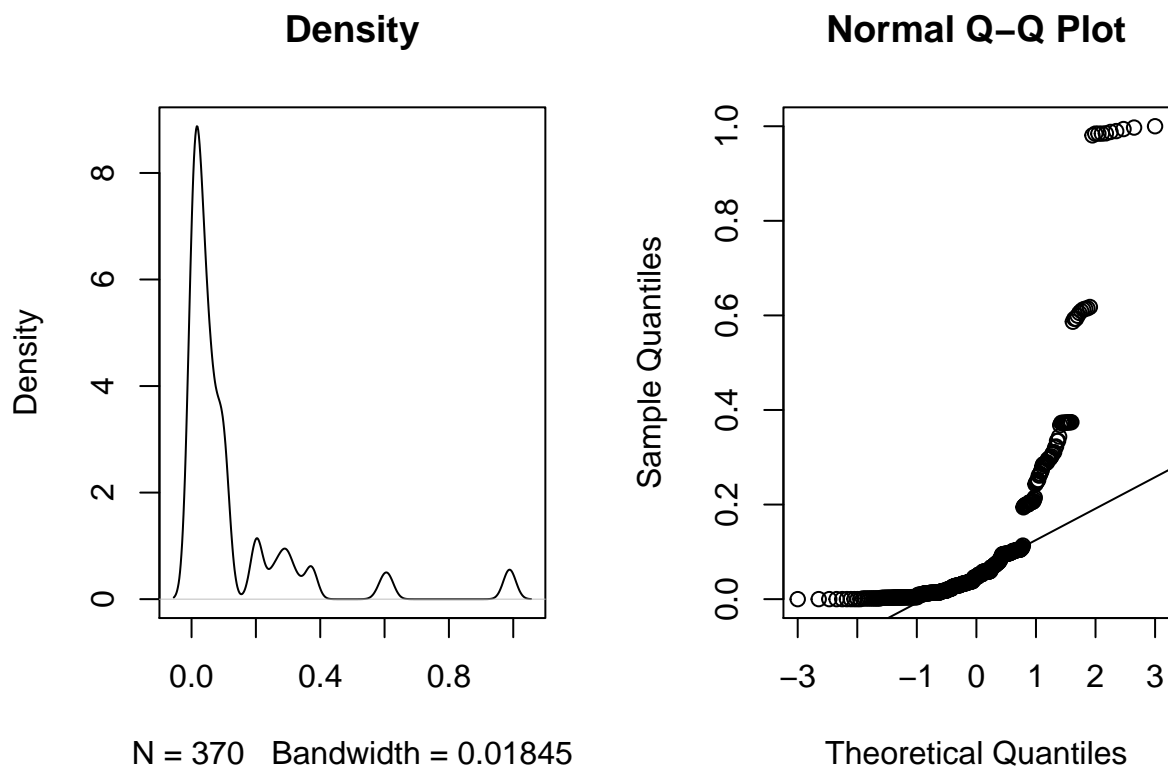 Density
Density
8
6
4
2
0
0.0 0.4 0.8
N = 370 Bandwidth = 0.01845
Normal Q−Q Plot
Sample Quantiles
1.0
0.8
0.6
0.4
0.2
0.0
−3 −1 0 1 2 3
Theoretical Quantiles